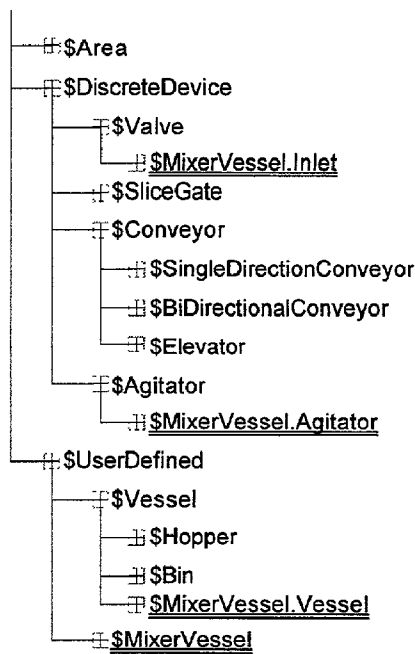 $Area
$DiscreteDevice
$Valve
$MixerVessel.Inlet
$SliceGate
$Conveyor
$SingleDirectionConveyor
$BiDirectionalConveyor
$Elevator
$Agitator
$MixerVessel.Agitator
$UserDefined
$Vessel
$Hopper
$Bin
$MixerVessel.Vessel
$MixerVessel